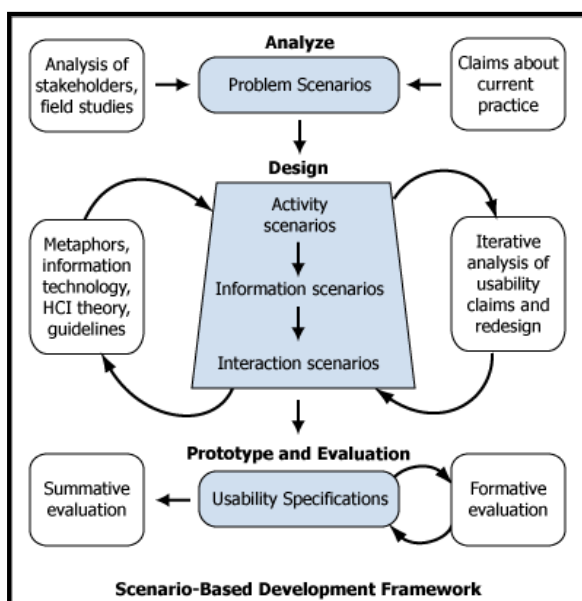 Analyze
Analysis of
stakeholders,
field studies
Problem Scenarios
Claims about
current
practice
Design
Activity
scenarios
Information scenarios
Interaction scenarios
Metaphors,
information
technology,
HCI theory,
guidelines
Iterative
analysis of
usability
claims and
redesign
Prototype and Evaluation
Summative
evaluation
Usability Specifications
Formative
evaluation
Scenario-Based Development Framework